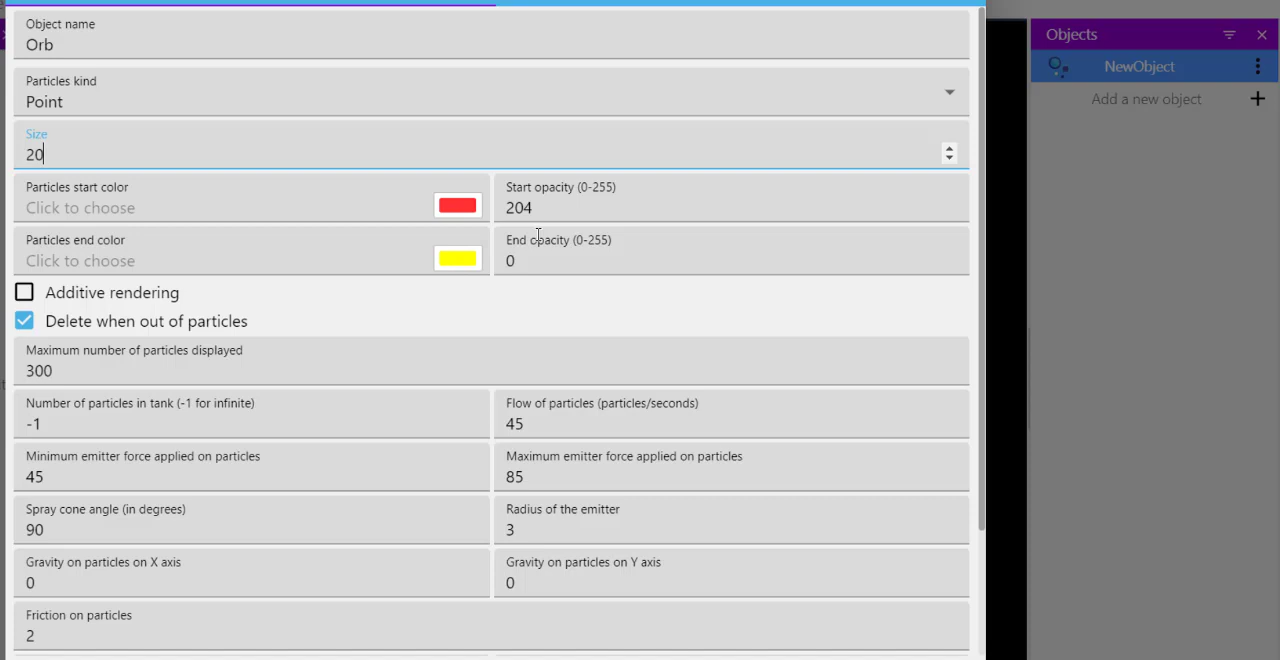 Object name
Orb
Objects
Particles kind
Point
NewObject
Add a new object
Size
20
Particles start color
Click to choose
Start opacity (0-255)
204
Particles end color
Click to choose
End opacity (0-255)
0
Additive rendering
Delete when out of particles
Maximum number of particles displayed
300
Number of particles in tank (-1 for infinite)
-1
Flow of particles (particles/seconds)
45
Minimum emitter force applied on particles
45
Maximum emitter force applied on particles
85
Spray cone angle (in degrees)
90
Radius of the emitter
3
Gravity on particles on X axis
0
Gravity on particles on Y axis
0
Friction on particles
2